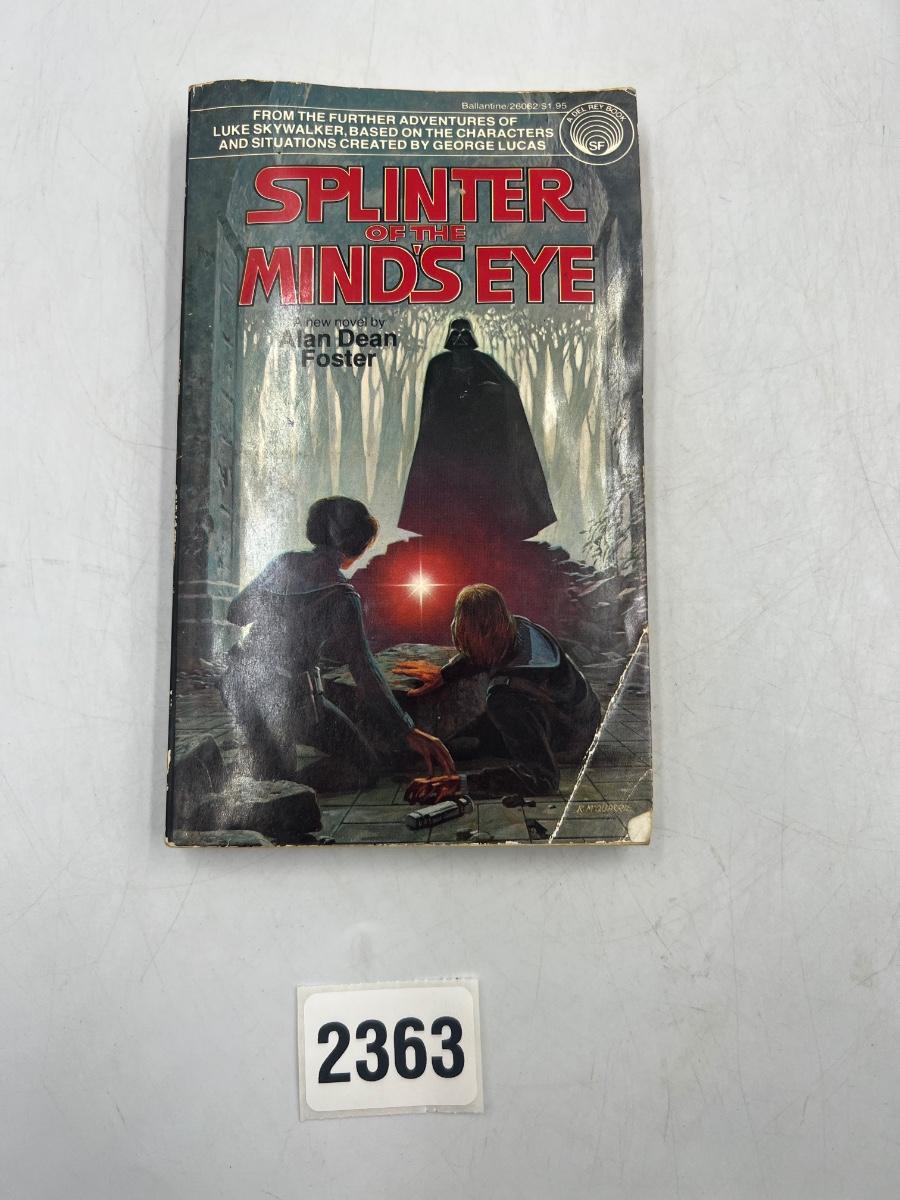 Ballantine/26062/$1.95
FROM THE FURTHER ADVENTURES OF
LUKE SKYWALKER, BASED ON THE CHARACTERS
AND SITUATIONS CREATED BY GEORGE LUCAS
A DEL REY BOOK
SF
SPLINTER
OF THE
MIND'S EYE
A new novel by
Alan Dean
Foster
2363